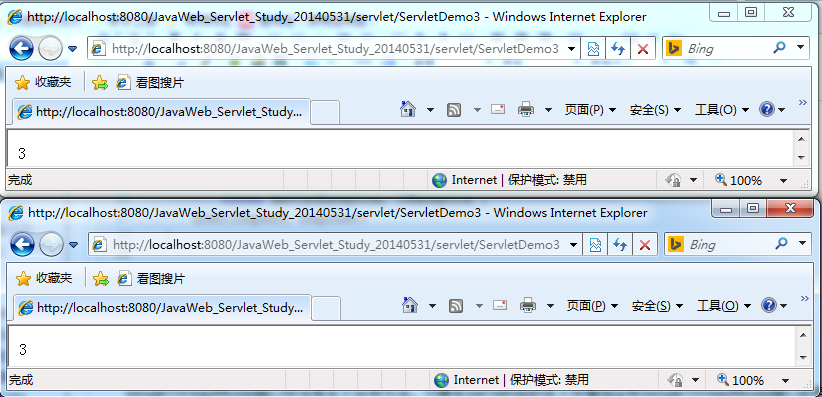 http://localhost:8080/JavaWeb_Servlet_Study_20140531/servlet/ServletDemo3 - Windows Internet Explorer
http://localhost:8080/JavaWeb_Servlet_Study_20140531/servlet/ServletDemo3 Bing
收藏夹 看图搜片
http://localhost:8080/JavaWeb_Servlet_Study... 页面(P) 安全(S) 工具(O) »
3
完成 Internet | 保护模式: 禁用 100%
http://localhost:8080/JavaWeb_Servlet_Study_20140531/servlet/ServletDemo3 - Windows Internet Explorer
http://localhost:8080/JavaWeb_Servlet_Study_20140531/servlet/ServletDemo3 Bing
收藏夹 看图搜片
http://localhost:8080/JavaWeb_Servlet_Study... 页面(P) 安全(S) 工具(O) »
3
完成 Internet | 保护模式: 禁用 100%